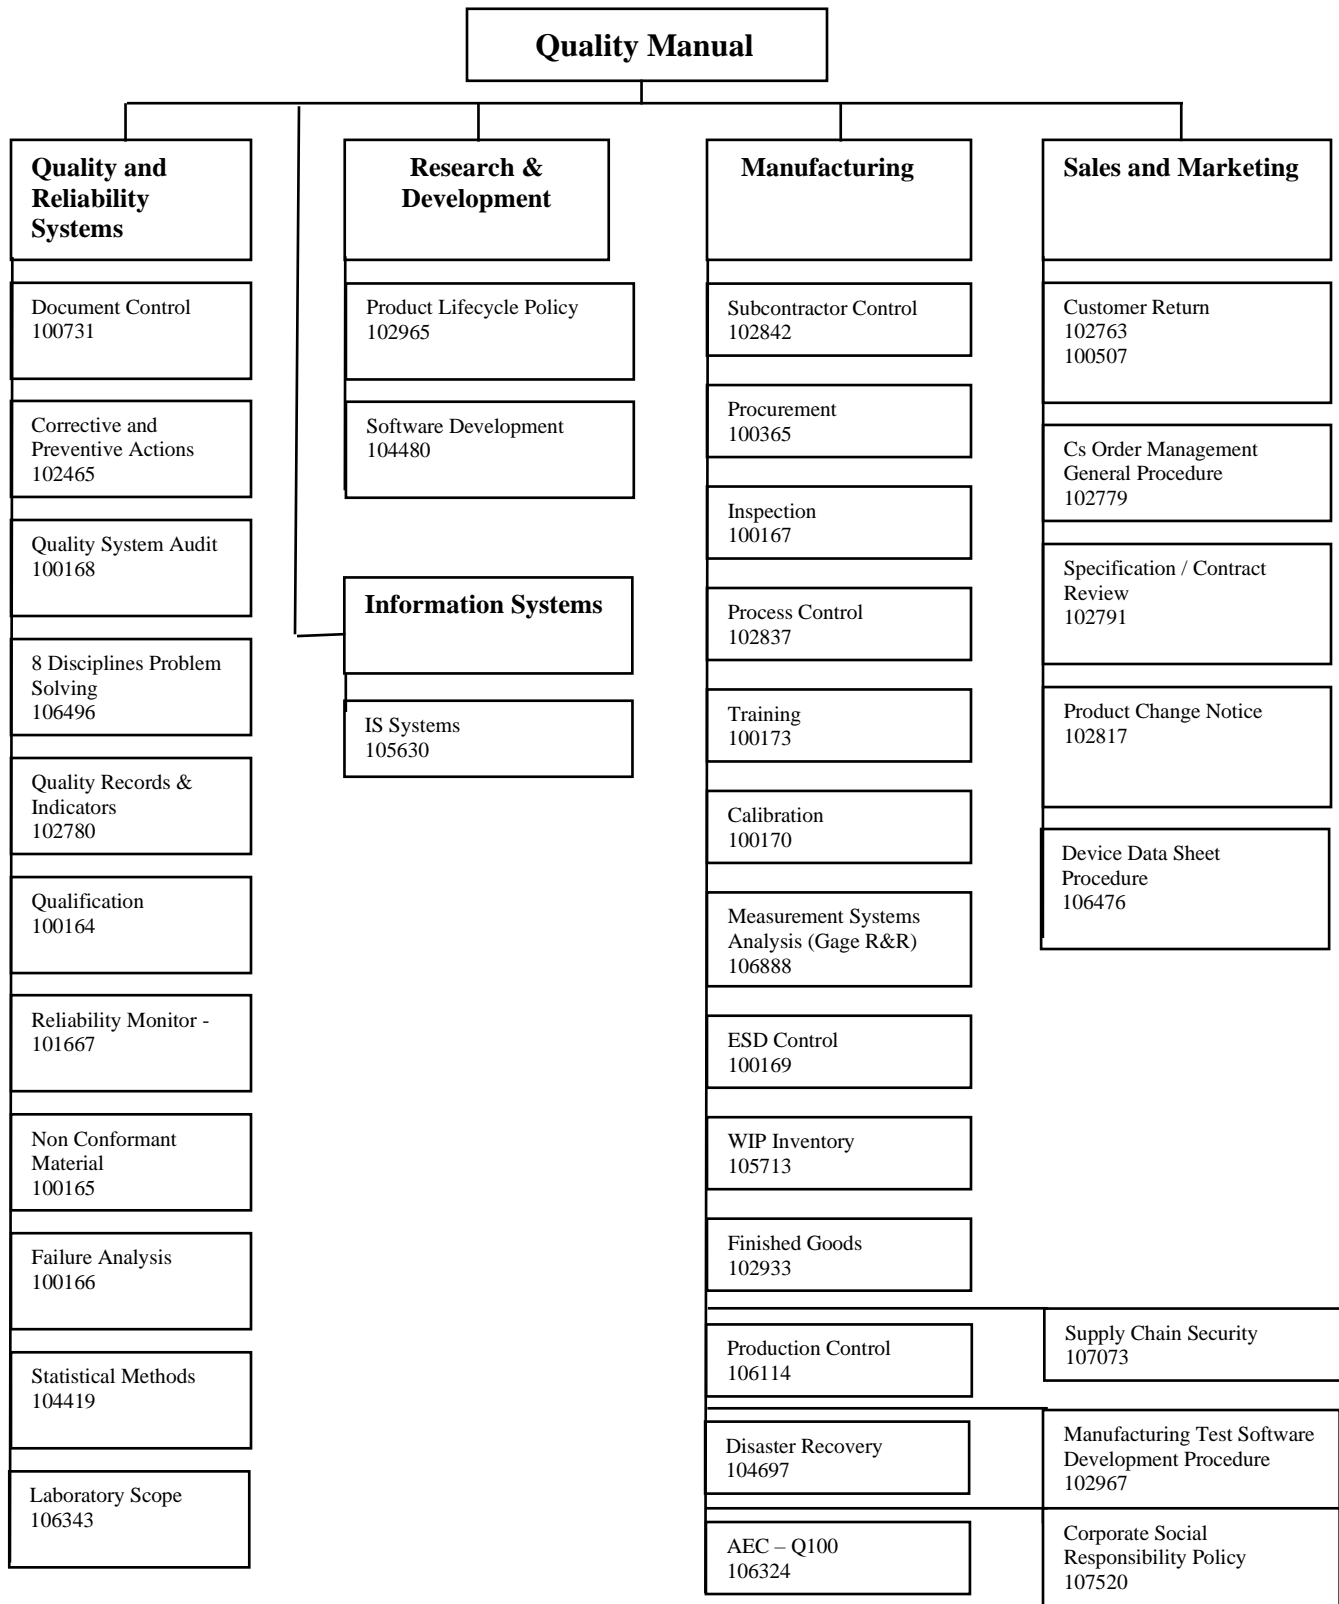 Quality Manual
Quality and
Reliability
Systems
Document Control
100731
Corrective and
Preventive Actions
102465
Quality System Audit
100168
8 Disciplines Problem
Solving
106496
Quality Records &
Indicators
102780
Qualification
100164
Reliability Monitor -
101667
Non Conformant
Material
100165
Failure Analysis
100166
Statistical Methods
104419
Laboratory Scope
106343
Research &
Development
Product Lifecycle Policy
102965
Software Development
104480
Information Systems
IS Systems
105630
Manufacturing
Subcontractor Control
102842
Procurement
100365
Inspection
100167
Process Control
102837
Training
100173
Calibration
100170
Measurement Systems
Analysis (Gage R&R)
106888
ESD Control
100169
WIP Inventory
105713
Finished Goods
102933
Production Control
106114
Disaster Recovery
104697
AEC – Q100
106324
Supply Chain Security
107073
Manufacturing Test Software
Development Procedure
102967
Corporate Social
Responsibility Policy
107520
Sales and Marketing
Customer Return
102763
100507
Cs Order Management
General Procedure
102779
Specification / Contract
Review
102791
Product Change Notice
102817
Device Data Sheet
Procedure
106476